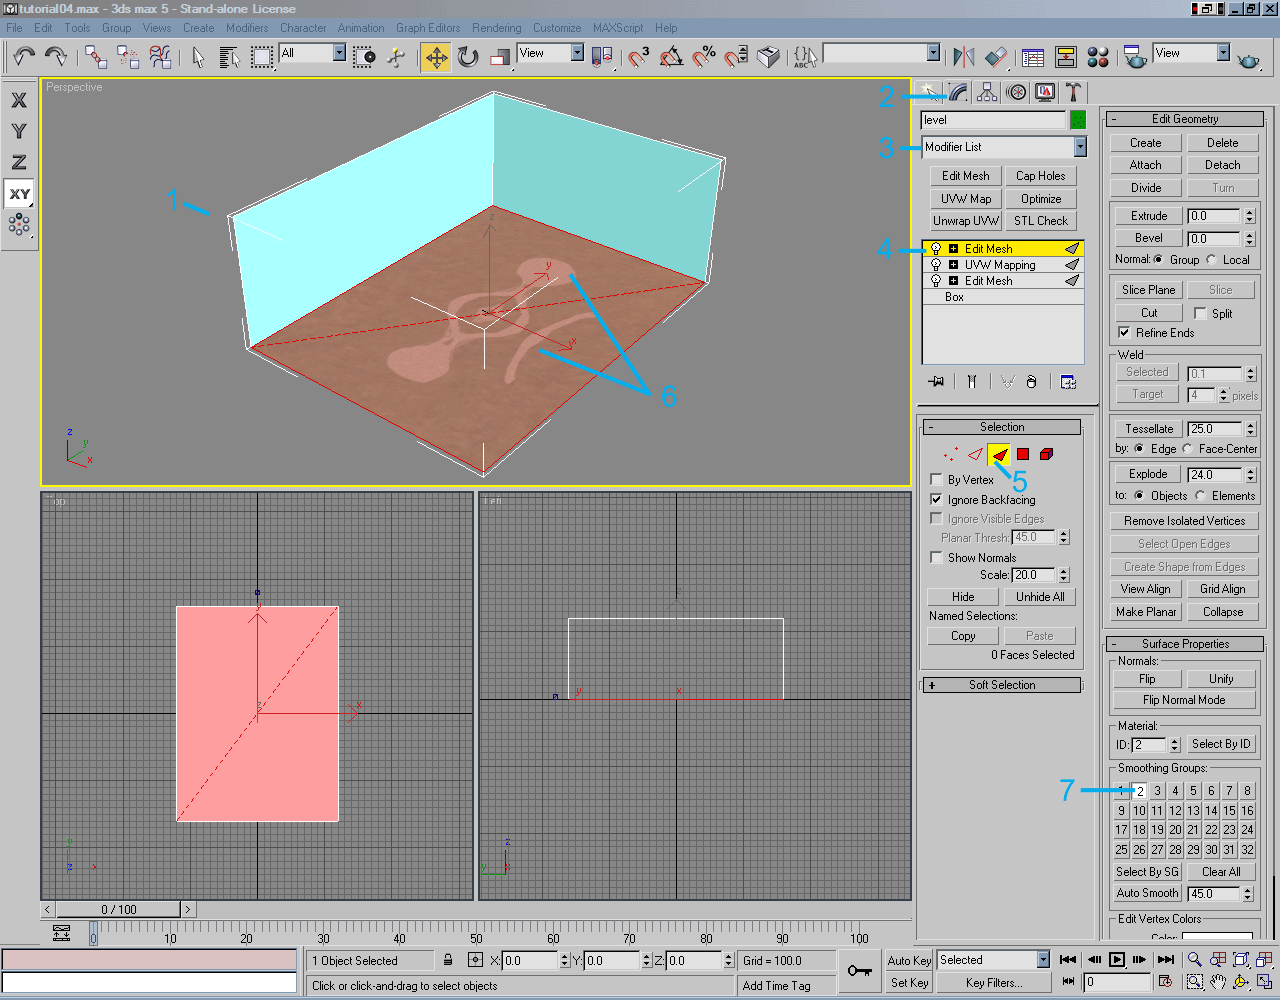 tutorial04.max - 3ds max 5 - Stand-alone License
File Edit Tools Group Views Create Modifiers Character Animation Graph Editors Rendering Customize MAXScript Help
All
View
3
%
ABC
View
X
Y
Z
XY
Perspective
1
z
y
x
6
z
y
x
Top
y
x
z
y
z
x
Left
z
y
x
z
y
x
2
level
3
Modifier List
Edit Mesh Cap Holes
UVW Map Optimize
Unwrap UVW STL Check
4
Edit Mesh
UVW Mapping
Edit Mesh
Box
- Selection
5
By Vertex
Ignore Backfacing
Ignore Visible Edges
Planar Thresh: 45.0
Show Normals
Scale: 20.0
Hide Unhide All
Named Selections:
Copy Paste
0 Faces Selected
+ Soft Selection
- Edit Geometry
Create Delete
Attach Detach
Divide Turn
Extrude 0.0
Bevel 0.0
Normal: Group Local
Slice Plane Slice
Cut Split
Refine Ends
Weld
Selected 0.1
Target 4 pixels
Tessellate 25.0
by: Edge Face-Center
Explode 24.0
to: Objects Elements
Remove Isolated Vertices
Select Open Edges
Create Shape from Edges
View Align Grid Align
Make Planar Collapse
- Surface Properties
Normals:
Flip Unify
Flip Normal Mode
Material:
ID: 2 Select By ID
Smoothing Groups:
7
1 2 3 4 5 6 7 8
9 10 11 12 13 14 15 16
17 18 19 20 21 22 23 24
25 26 27 28 29 30 31 32
Select By SG Clear All
Auto Smooth 45.0
Edit Vertex Colors
Color:
< 0 / 100 >
0 10 20 30 40 50 60 70 80 90 100
1 Object Selected X: 0.0 Y: 0.0 Z: 0.0 Grid = 100.0
Click or click-and-drag to select objects Add Time Tag
Auto Key Selected
Set Key Key Filters...
0